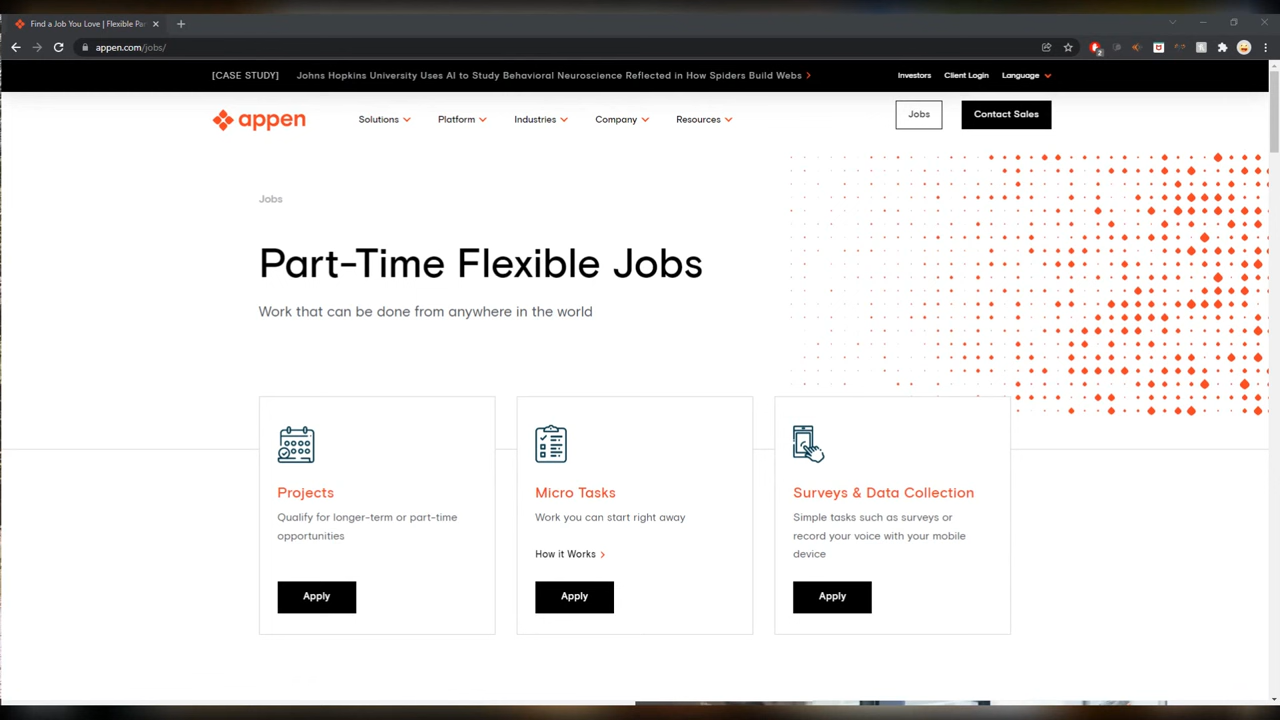 Find a Job You Love | Flexible Par
appen.com/jobs/
2
[CASE STUDY] Johns Hopkins University Uses AI to Study Behavioral Neuroscience Reflected in How Spiders Build Webs
Investors Client Login Language
appen Solutions Platform Industries Company Resources Jobs Contact Sales
Jobs
Part-Time Flexible Jobs
Work that can be done from anywhere in the world
Projects
Qualify for longer-term or part-time
opportunities
Apply
Micro Tasks
Work you can start right away
How it Works
Apply
Surveys & Data Collection
Simple tasks such as surveys or
record your voice with your mobile
device
Apply